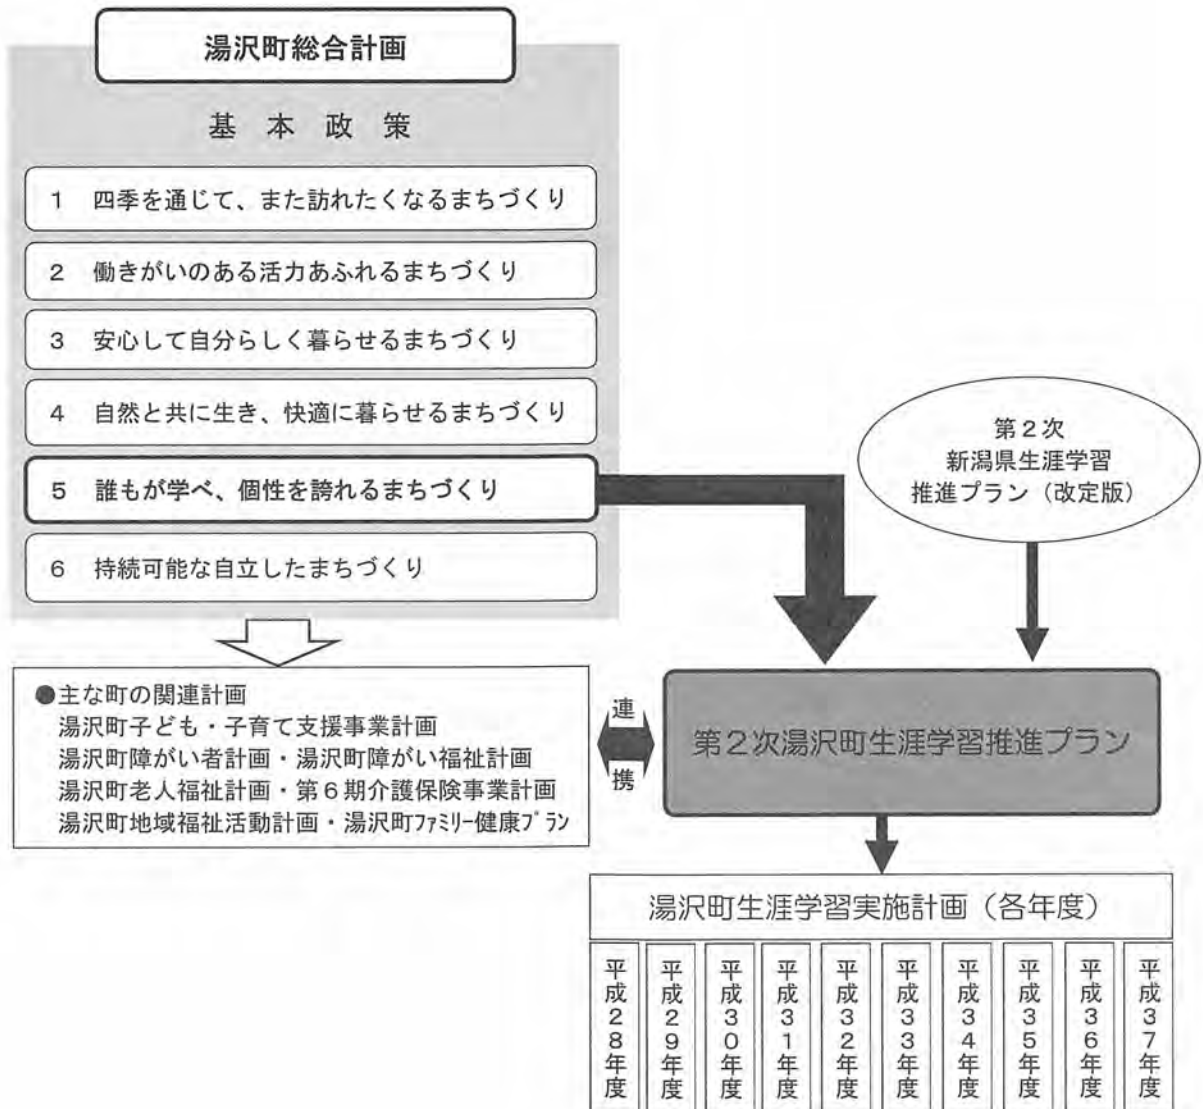 湯沢町総合計画
基本政策
1 四季を通じて、また訪れたくなるまちづくり
2 働きがいのある活力あふれるまちづくり
3 安心して自分らしく暮らせるまちづくり
4 自然と共に生き、快適に暮らせるまちづくり
5 誰もが学べ、個性を誇れるまちづくり
6 持続可能な自立したまちづくり
第2次
新潟県生涯学習
推進プラン(改定版)
●主な町の関連計画
湯沢町子ども・子育て支援事業計画
湯沢町障がい者計画・湯沢町障がい福祉計画
湯沢町老人福祉計画・第6期介護保険事業計画
湯沢町地域福祉活動計画・湯沢町ファミリー健康プラン
連携
第2次湯沢町生涯学習推進プラン
湯沢町生涯学習実施計画(各年度)
平成28年度
平成29年度
平成30年度
平成31年度
平成32年度
平成33年度
平成34年度
平成35年度
平成36年度
平成37年度